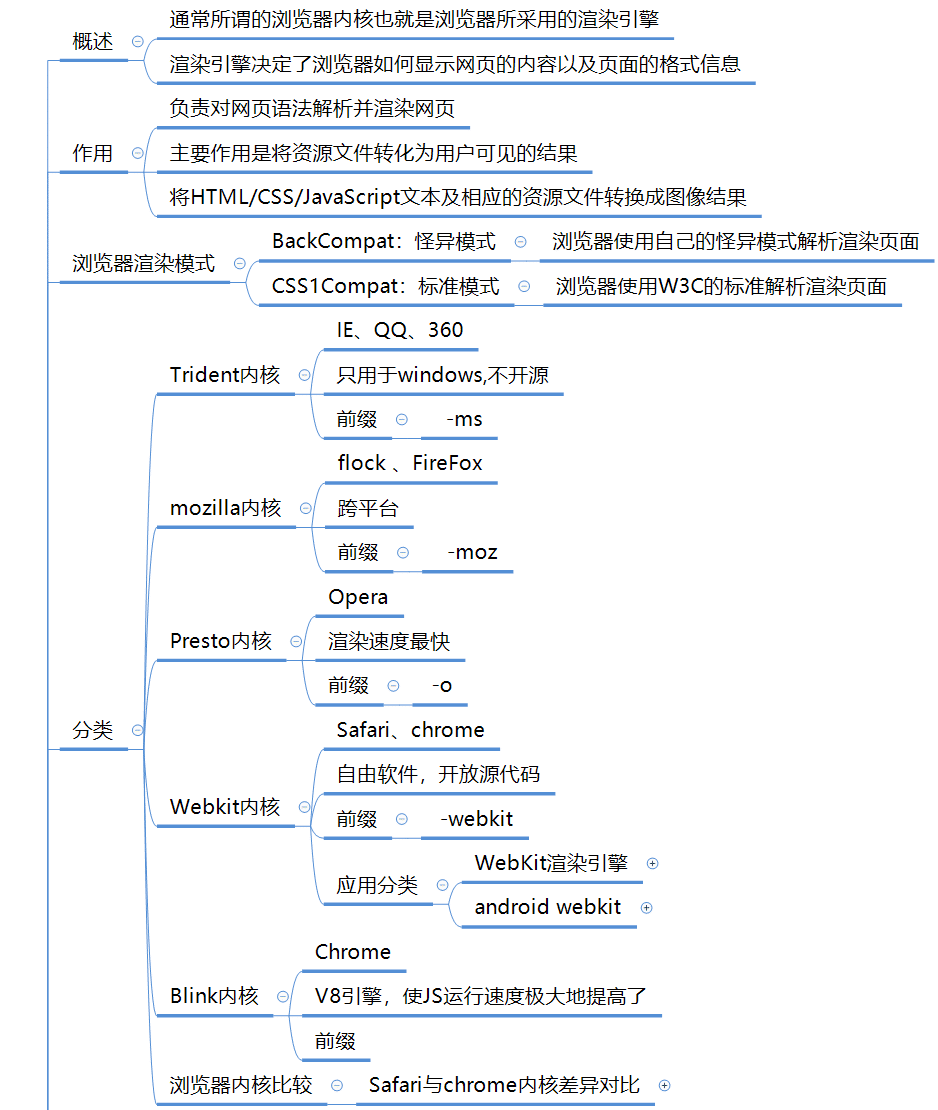 概述
通常所谓的浏览器内核也就是浏览器所采用的渲染引擎
渲染引擎决定了浏览器如何显示网页的内容以及页面的格式信息
作用
负责对网页语法解析并渲染网页
主要作用是将资源文件转化为用户可见的结果
将HTML/CSS/JavaScript文本及相应的资源文件转换成图像结果
浏览器渲染模式
BackCompat：怪异模式
浏览器使用自己的怪异模式解析渲染页面
CSS1Compat：标准模式
浏览器使用W3C的标准解析渲染页面
分类
Trident内核
IE、QQ、360
只用于windows,不开源
前缀
-ms
mozilla内核
flock 、FireFox
跨平台
前缀
-moz
Presto内核
Opera
渲染速度最快
前缀
-o
Webkit内核
Safari、chrome
自由软件，开放源代码
前缀
-webkit
应用分类
WebKit渲染引擎
android webkit
Blink内核
Chrome
V8引擎，使JS运行速度极大地提高了
前缀
浏览器内核比较
Safari与chrome内核差异对比